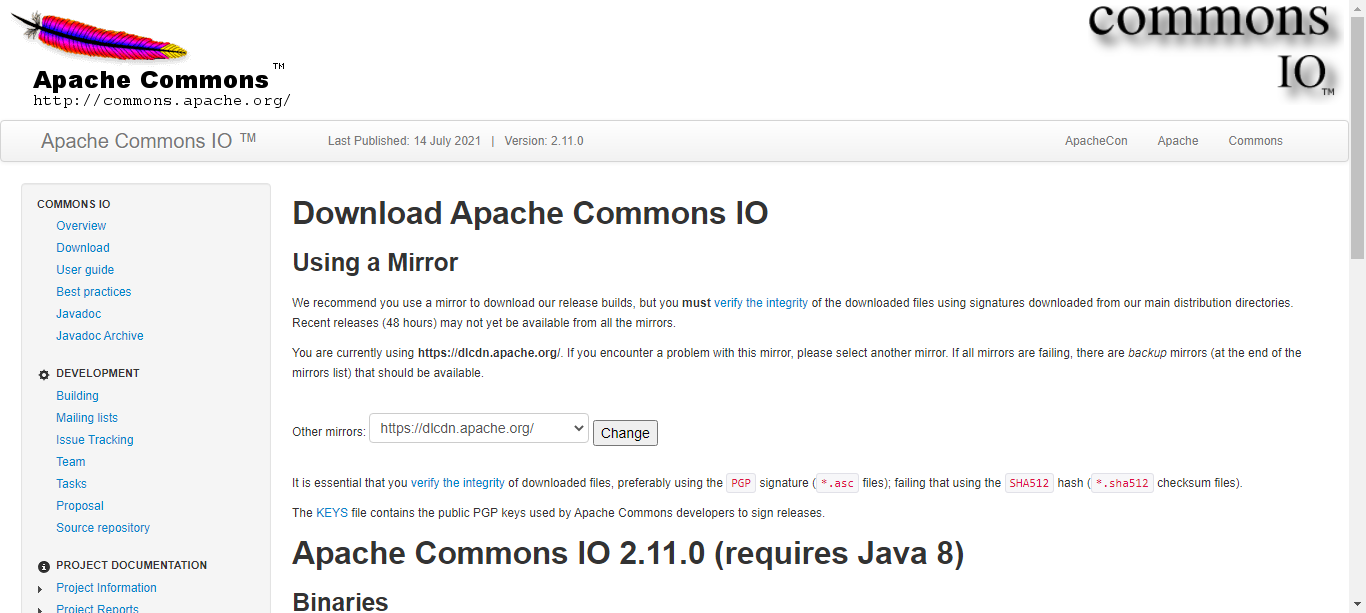 Apache Commons™
http://commons.apache.org/
commons
IO™
Apache Commons IO ™
Last Published: 14 July 2021 | Version: 2.11.0
ApacheCon Apache Commons
COMMONS IO
Overview
Download
User guide
Best practices
Javadoc
Javadoc Archive
DEVELOPMENT
Building
Mailing lists
Issue Tracking
Team
Tasks
Proposal
Source repository
PROJECT DOCUMENTATION
Project Information
Project Reports
Download Apache Commons IO
Using a Mirror
We recommend you use a mirror to download our release builds, but you must verify the integrity of the downloaded files using signatures downloaded from our main distribution directories.
Recent releases (48 hours) may not yet be available from all the mirrors.
You are currently using https://dlcdn.apache.org/. If you encounter a problem with this mirror, please select another mirror. If all mirrors are failing, there are backup mirrors (at the end of the
mirrors list) that should be available.
Other mirrors: https://dlcdn.apache.org/ Change
It is essential that you verify the integrity of downloaded files, preferably using the PGP signature (*.asc files); failing that using the SHA512 hash (*.sha512 checksum files).
The KEYS file contains the public PGP keys used by Apache Commons developers to sign releases.
Apache Commons IO 2.11.0 (requires Java 8)
Binaries